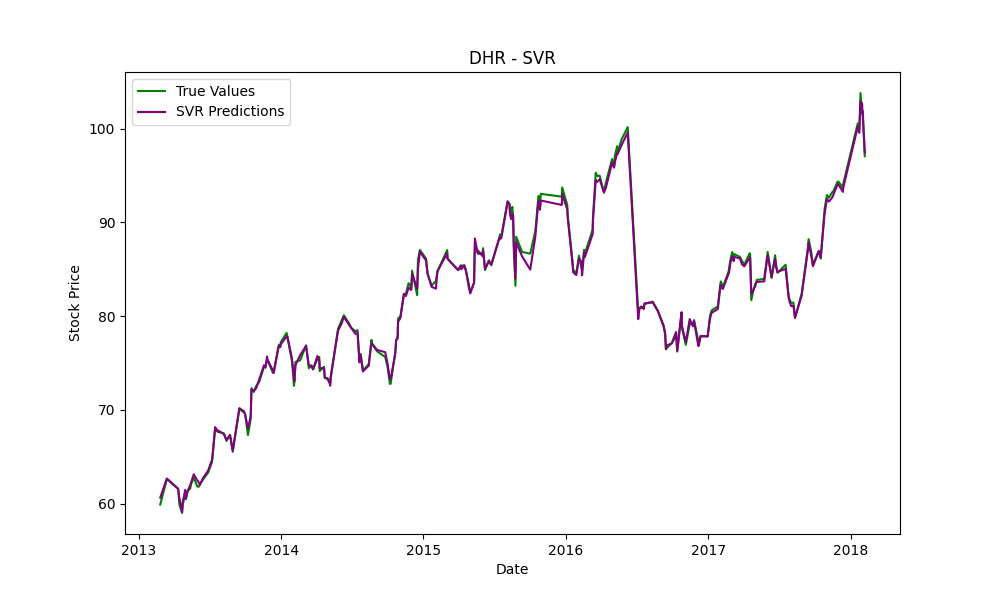 DHR - SVR
True Values
SVR Predictions
100
90
80
70
60
Stock Price
2013 2014 2015 2016 2017 2018
Date